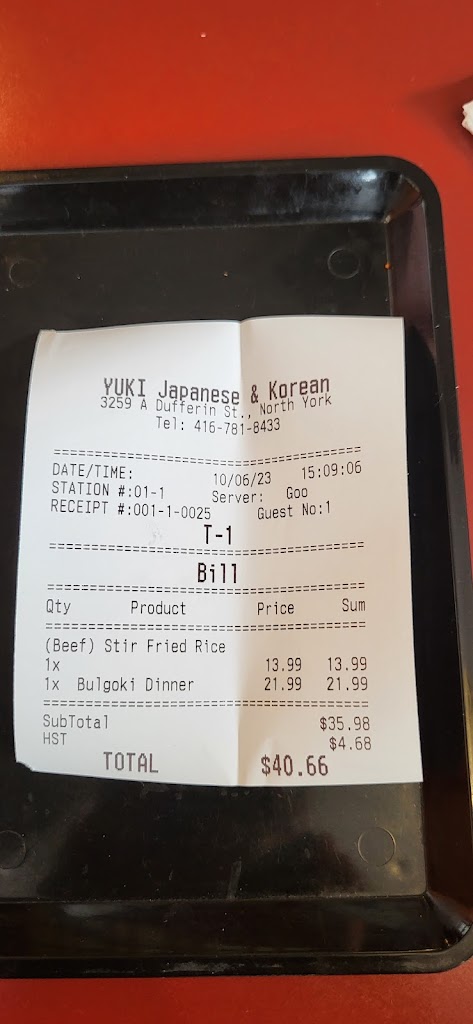 YUKI Japanese & Korean
3259 A Dufferin St., North York
Tel: 416-781-8433
======================================
DATE/TIME: 10/06/23 15:09:06
STATION #:01-1 Server: Goo
RECEIPT #:001-1-0025 Guest No:1
T-1
======================================
Bill
======================================
Qty Product Price Sum
======================================
(Beef) Stir Fried Rice
1x 13.99 13.99
1x Bulgoki Dinner 21.99 21.99
======================================
SubTotal $35.98
HST $4.68
TOTAL $40.66